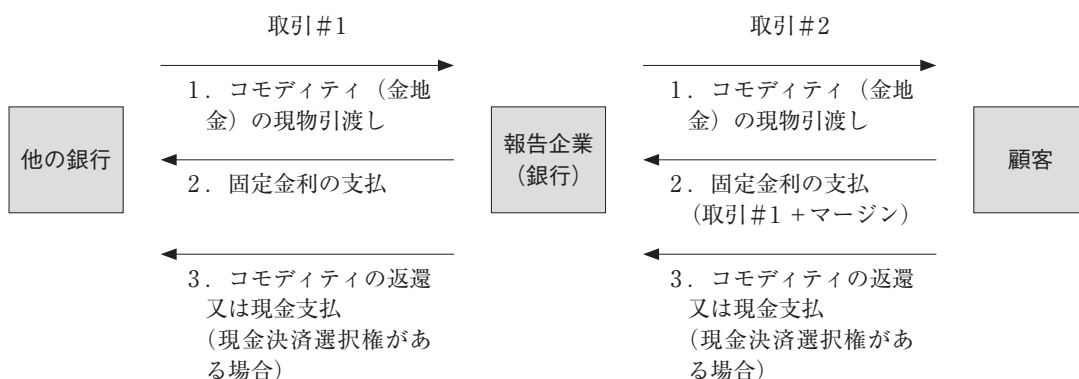 取引#1
1．コモディティ（金地
金）の現物引渡し
2．固定金利の支払
3．コモディティの返還
又は現金支払
（現金決済選択権があ
る場合）
他の銀行
報告企業
（銀行）
取引#2
1．コモディティ（金地
金）の現物引渡し
2．固定金利の支払
（取引#1＋マージン）
3．コモディティの返還
又は現金支払
（現金決済選択権があ
る場合）
顧客